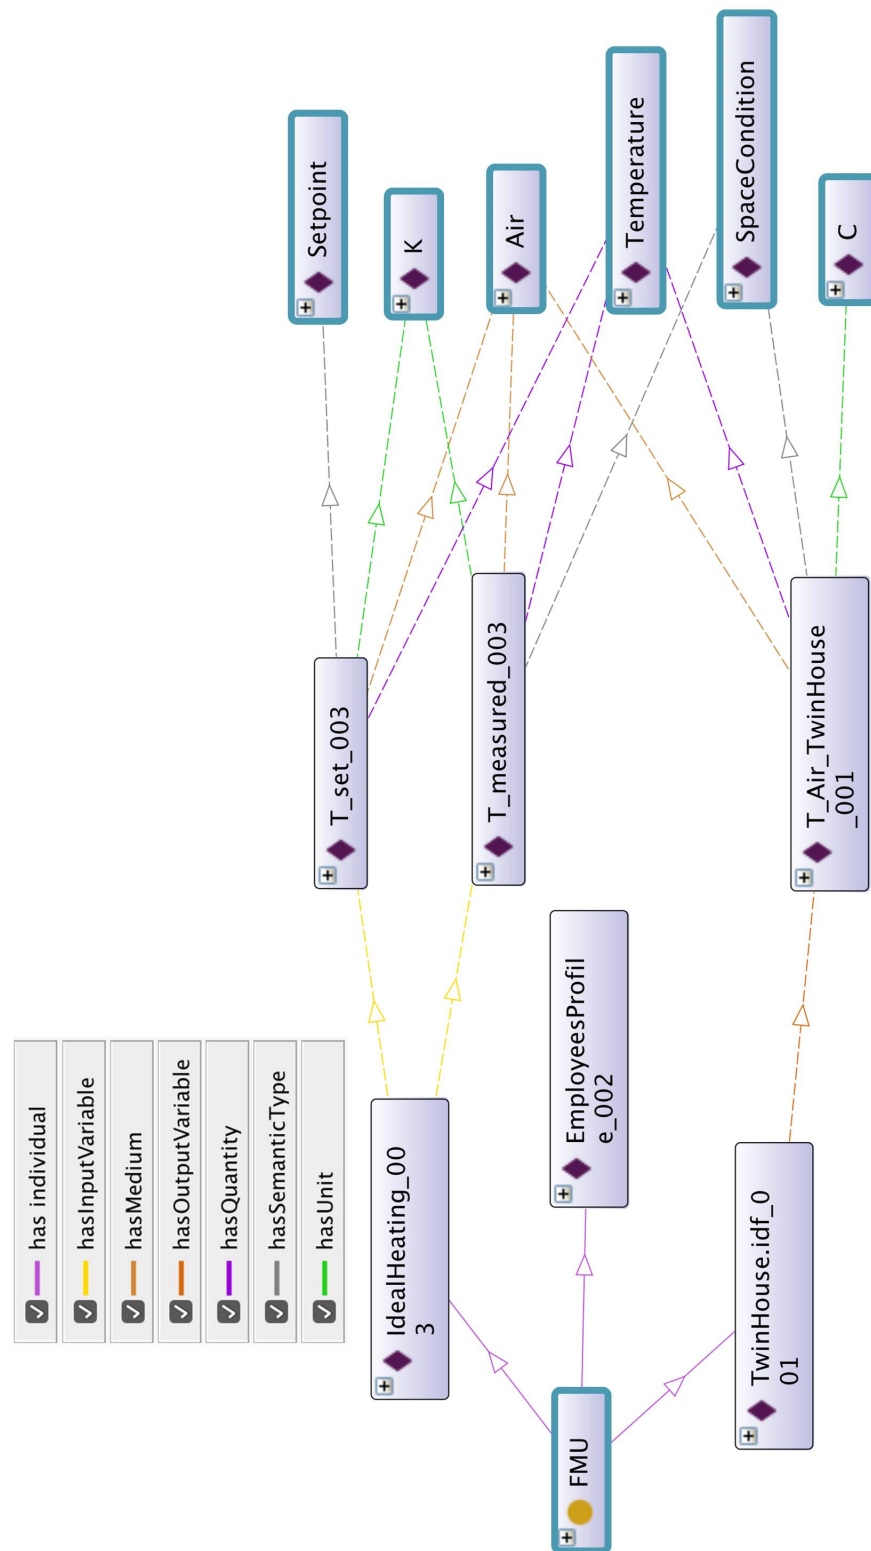 has individual
hasInputVariable
hasMedium
hasOutputVariable
hasQuantity
hasSemanticType
hasUnit
Setpoint
K
Air
Temperature
SpaceCondition
C
T_set_003
T_measured_003
T_Air_TwinHouse
_001
IdealHeating_00
3
EmployeesProfil
e_002
TwinHouse.idf_0
01
FMU